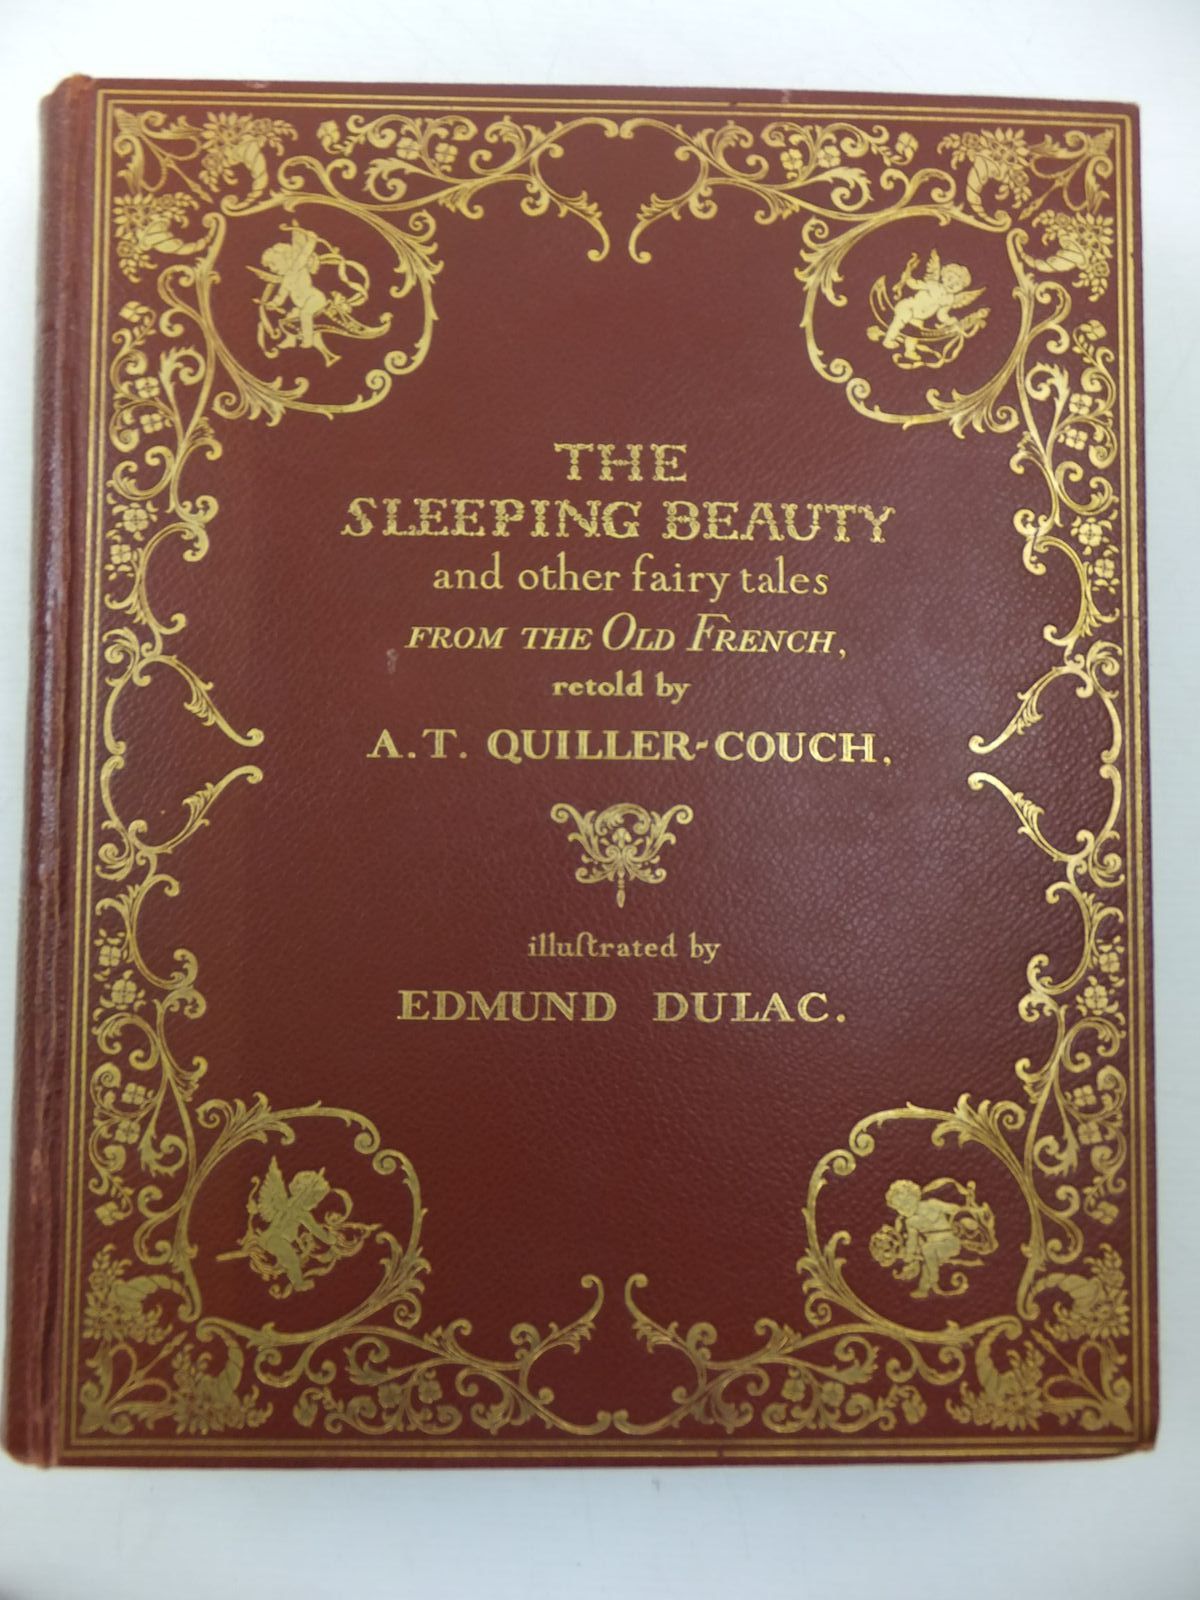 THE
SLEEPING BEAUTY
and other fairy tales
FROM THE OLD FRENCH,
retold by
A.T. QUILLER-COUCH,
illuſtrated by
EDMUND DULAC.